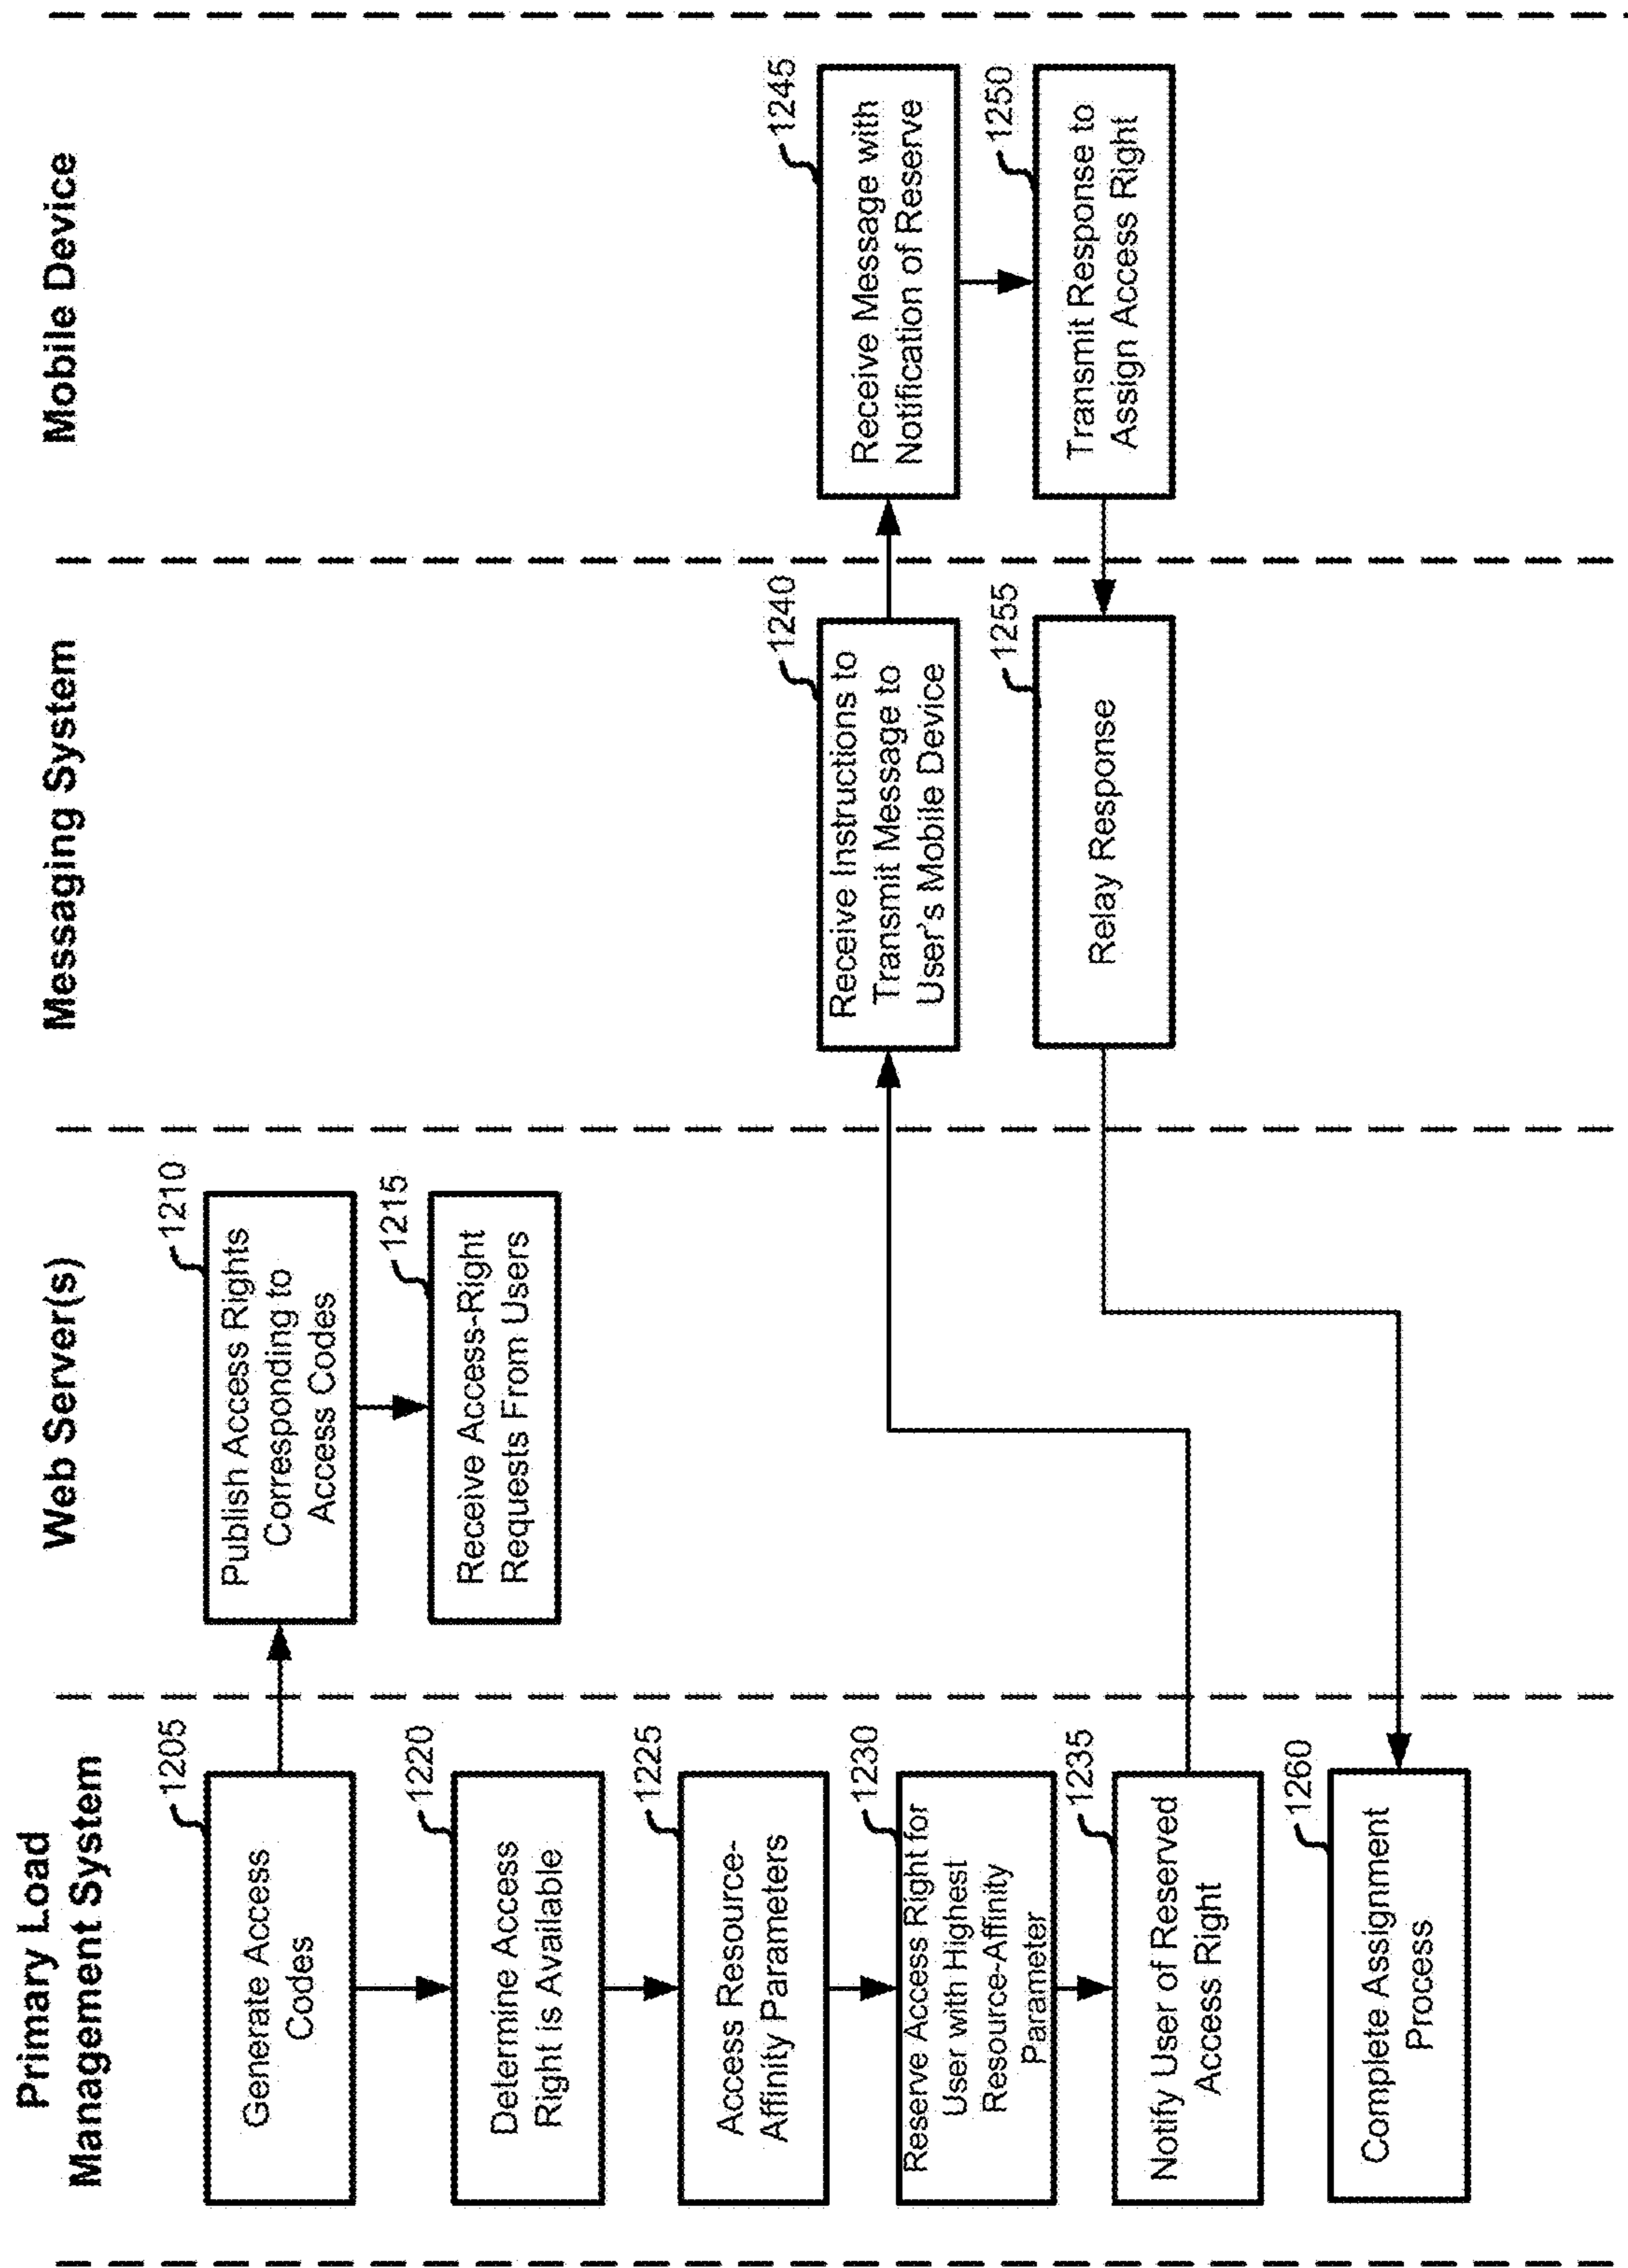 Primary Load
Management System
Web Server(s)
Messaging System
Mobile Device
1205
Generate Access
Codes
1210
Publish Access Rights
Corresponding to
Access Codes
1215
Receive Access-Right
Requests From Users
1220
Determine Access
Right is Available
1225
Access Resource-
Affinity Parameters
1230
Reserve Access Right for
User with Highest
Resource-Affinity
Parameter
1235
Notify User of Reserved
Access Right
1240
Receive Instructions to
Transmit Message to
User's Mobile Device
1245
Receive Message with
Notification of Reserve
1250
Transmit Response to
Assign Access Right
1255
Relay Response
1260
Complete Assignment
Process